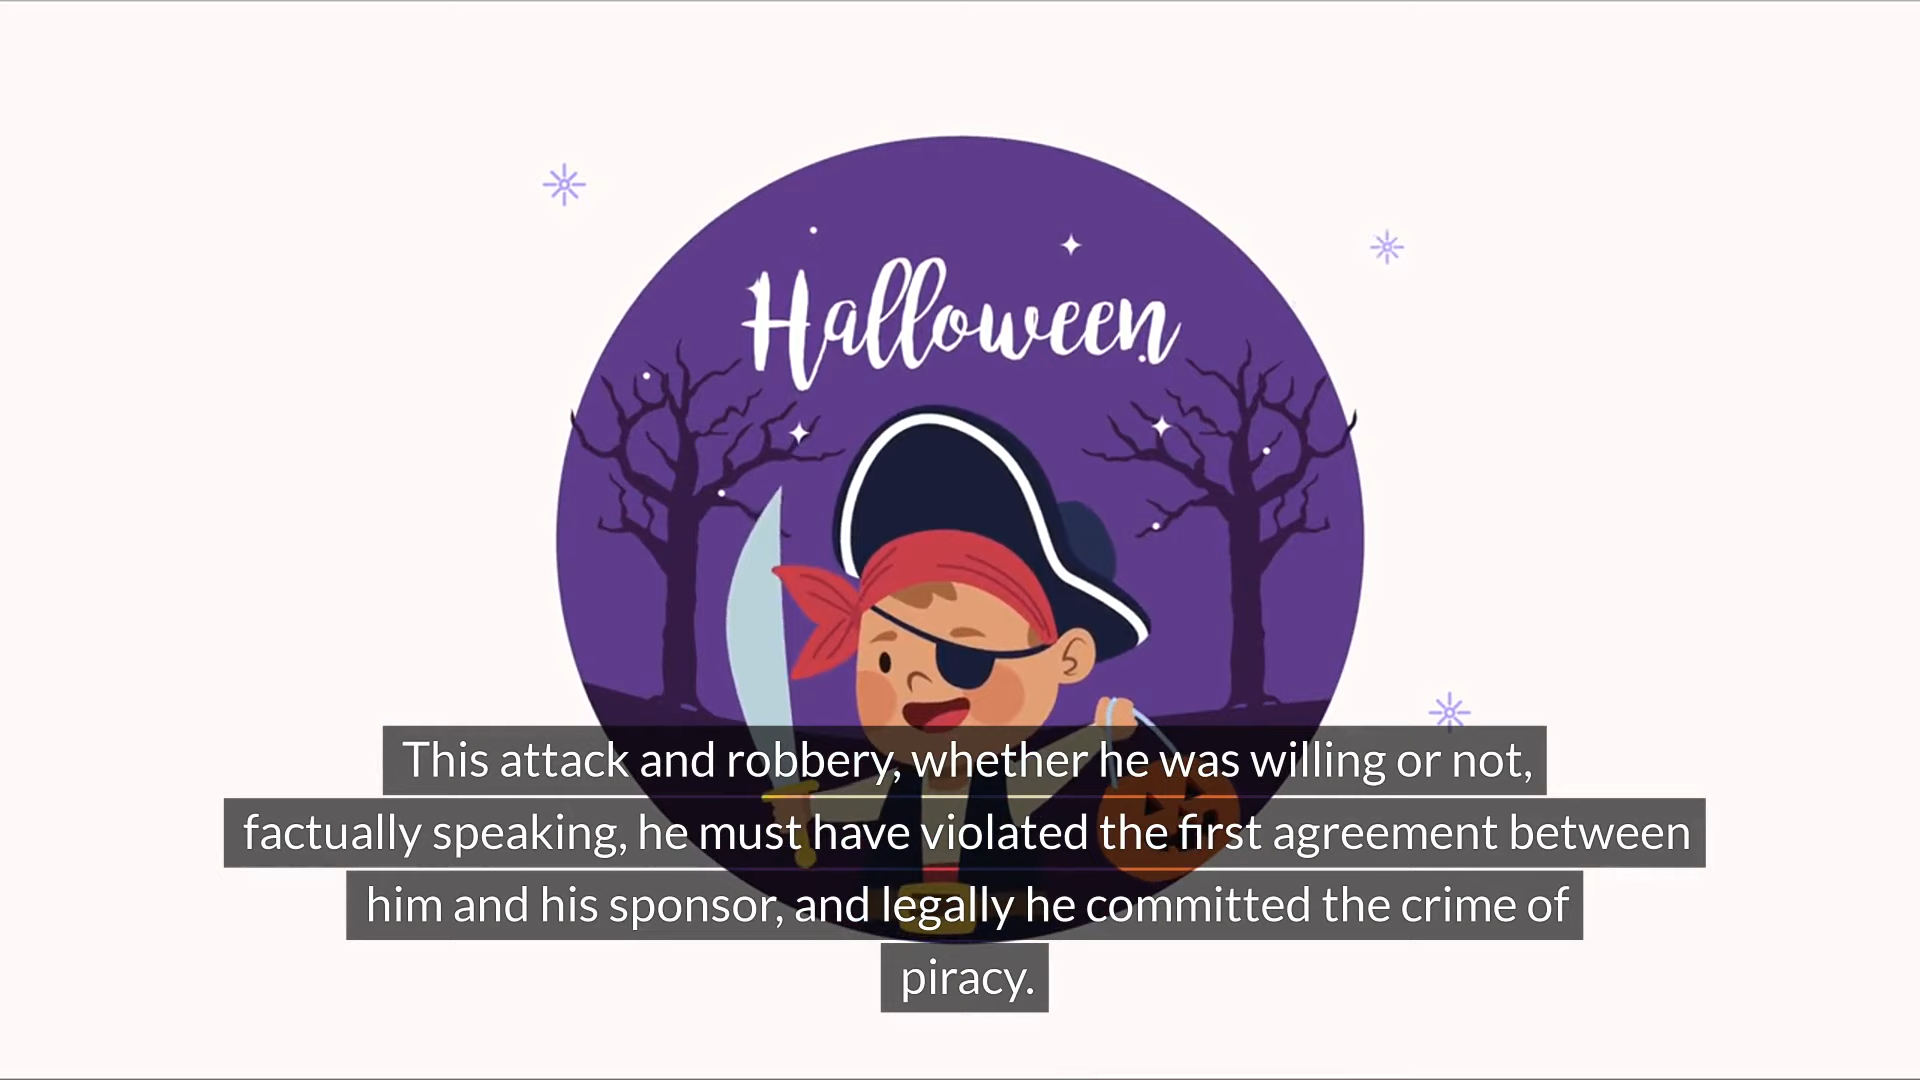 Halloween
This attack and robbery, whether he was willing or not,
factually speaking, he must have violated the first agreement between
him and his sponsor, and legally he committed the crime of
piracy.